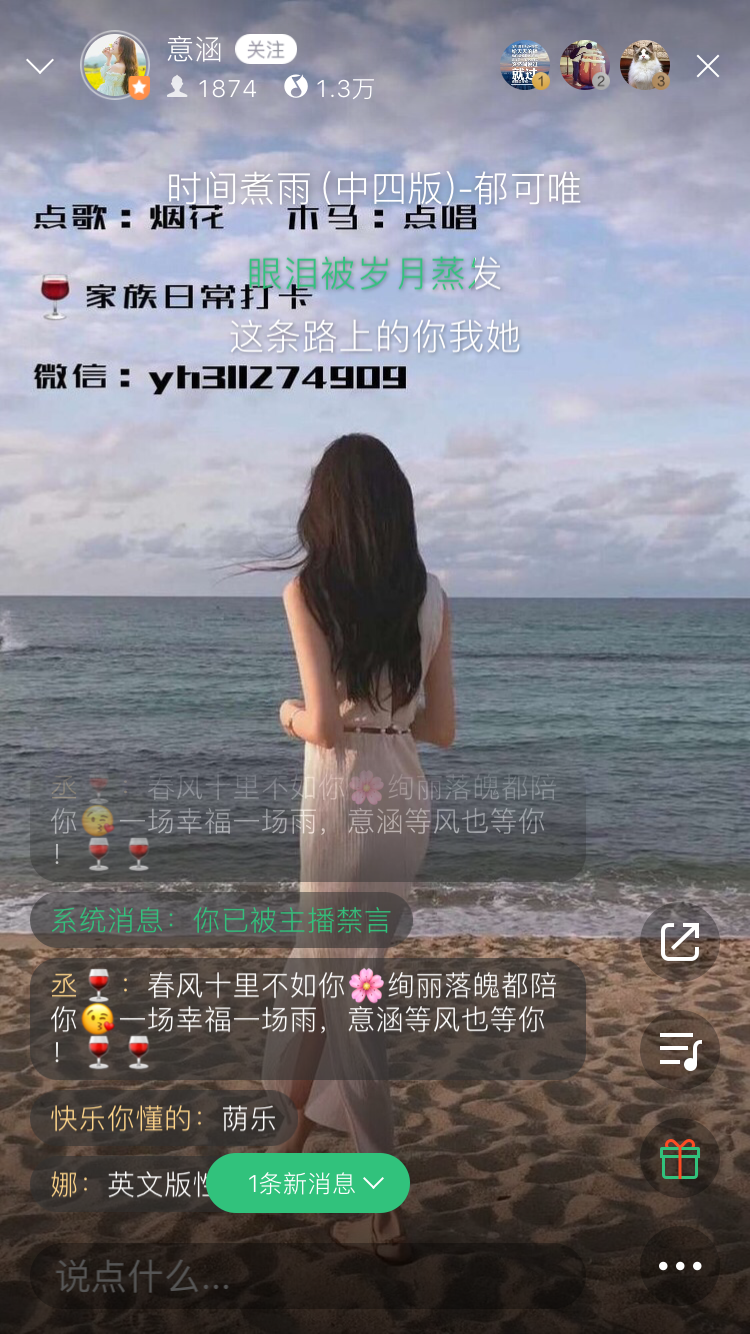 意涵 关注
1874 1.3万
就过
1 2 3
时间煮雨(中四版)-郁可唯
点歌：烟花 木马：点唱
眼泪被岁月蒸发
家族日常打卡
这条路上的你我她
微信：yh311274909
丞🍷：春风十里不如你🌸绚丽落魄都陪
你😘一场幸福一场雨，意涵等风也等你
！🍷🍷
系统消息：你已被主播禁言
丞🍷：春风十里不如你🌸绚丽落魄都陪
你😘一场幸福一场雨，意涵等风也等你
！🍷🍷
快乐你懂的：荫乐
娜：英文版性
1条新消息
说点什么...